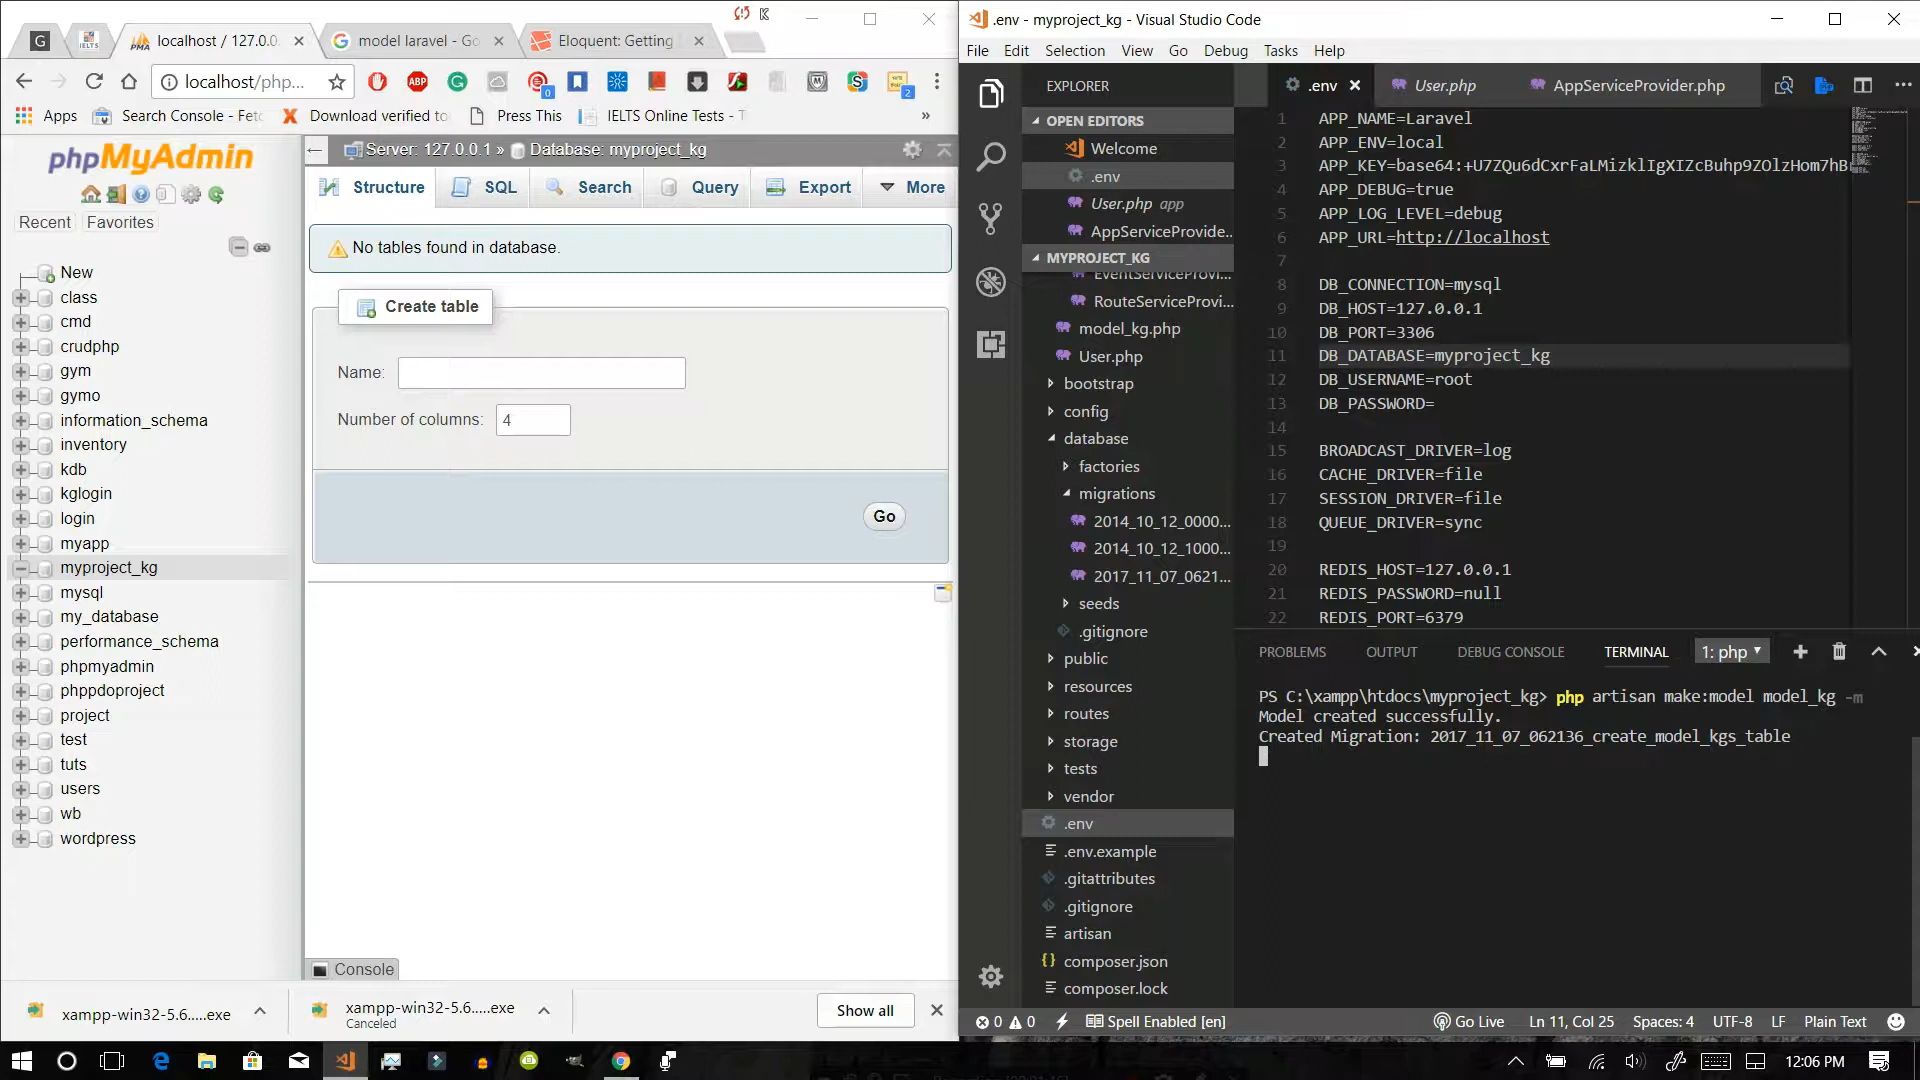 G
IELTS
localhost / 127.0.0
model laravel - Go
Eloquent: Getting
K
localhost/php...
ABP
Apps
Search Console - Fetc
Download verified to
Press This
IELTS Online Tests - T
»
phpMyAdmin
Recent
Favorites
New
class
cmd
crudphp
gym
gymo
information_schema
inventory
kdb
kglogin
login
myapp
myproject_kg
mysql
my_database
performance_schema
phpmyadmin
phppdoproject
project
test
tuts
users
wb
wordpress
Server: 127.0.0.1 » Database: myproject_kg
Structure
SQL
Search
Query
Export
More
No tables found in database.
Create table
Name:
Number of columns: 4
Go
Console
xampp-win32-5.6.....exe
xampp-win32-5.6.....exe
Canceled
Show all
.env - myproject_kg - Visual Studio Code
File Edit Selection View Go Debug Tasks Help
EXPLORER
OPEN EDITORS
Welcome
.env
User.php app
AppServiceProvide...
MYPROJECT_KG
EventServiceProvi...
RouteServiceProvi...
model_kg.php
User.php
bootstrap
config
database
factories
migrations
2014_10_12_0000...
2014_10_12_1000...
2017_11_07_0621...
seeds
.gitignore
public
resources
routes
storage
tests
vendor
.env
.env.example
.gitattributes
.gitignore
artisan
composer.json
composer.lock
.env
User.php
AppServiceProvider.php
1 APP_NAME=Laravel
2 APP_ENV=local
3 APP_KEY=base64:+U7ZQu6dCxrFaLMizklIgXIZcBuhp9ZOlzHom7hB
4 APP_DEBUG=true
5 APP_LOG_LEVEL=debug
6 APP_URL=http://localhost
7
8 DB_CONNECTION=mysql
9 DB_HOST=127.0.0.1
10 DB_PORT=3306
11 DB_DATABASE=myproject_kg
12 DB_USERNAME=root
13 DB_PASSWORD=
14
15 BROADCAST_DRIVER=log
16 CACHE_DRIVER=file
17 SESSION_DRIVER=file
18 QUEUE_DRIVER=sync
19
20 REDIS_HOST=127.0.0.1
21 REDIS_PASSWORD=null
22 REDIS_PORT=6379
PROBLEMS OUTPUT DEBUG CONSOLE TERMINAL 1: php
PS C:\xampp\htdocs\myproject_kg> php artisan make:model model_kg -m
Model created successfully.
Created Migration: 2017_11_07_062136_create_model_kgs_table
0 0 Spell Enabled [en]
Go Live Ln 11, Col 25 Spaces: 4 UTF-8 LF Plain Text
12:06 PM